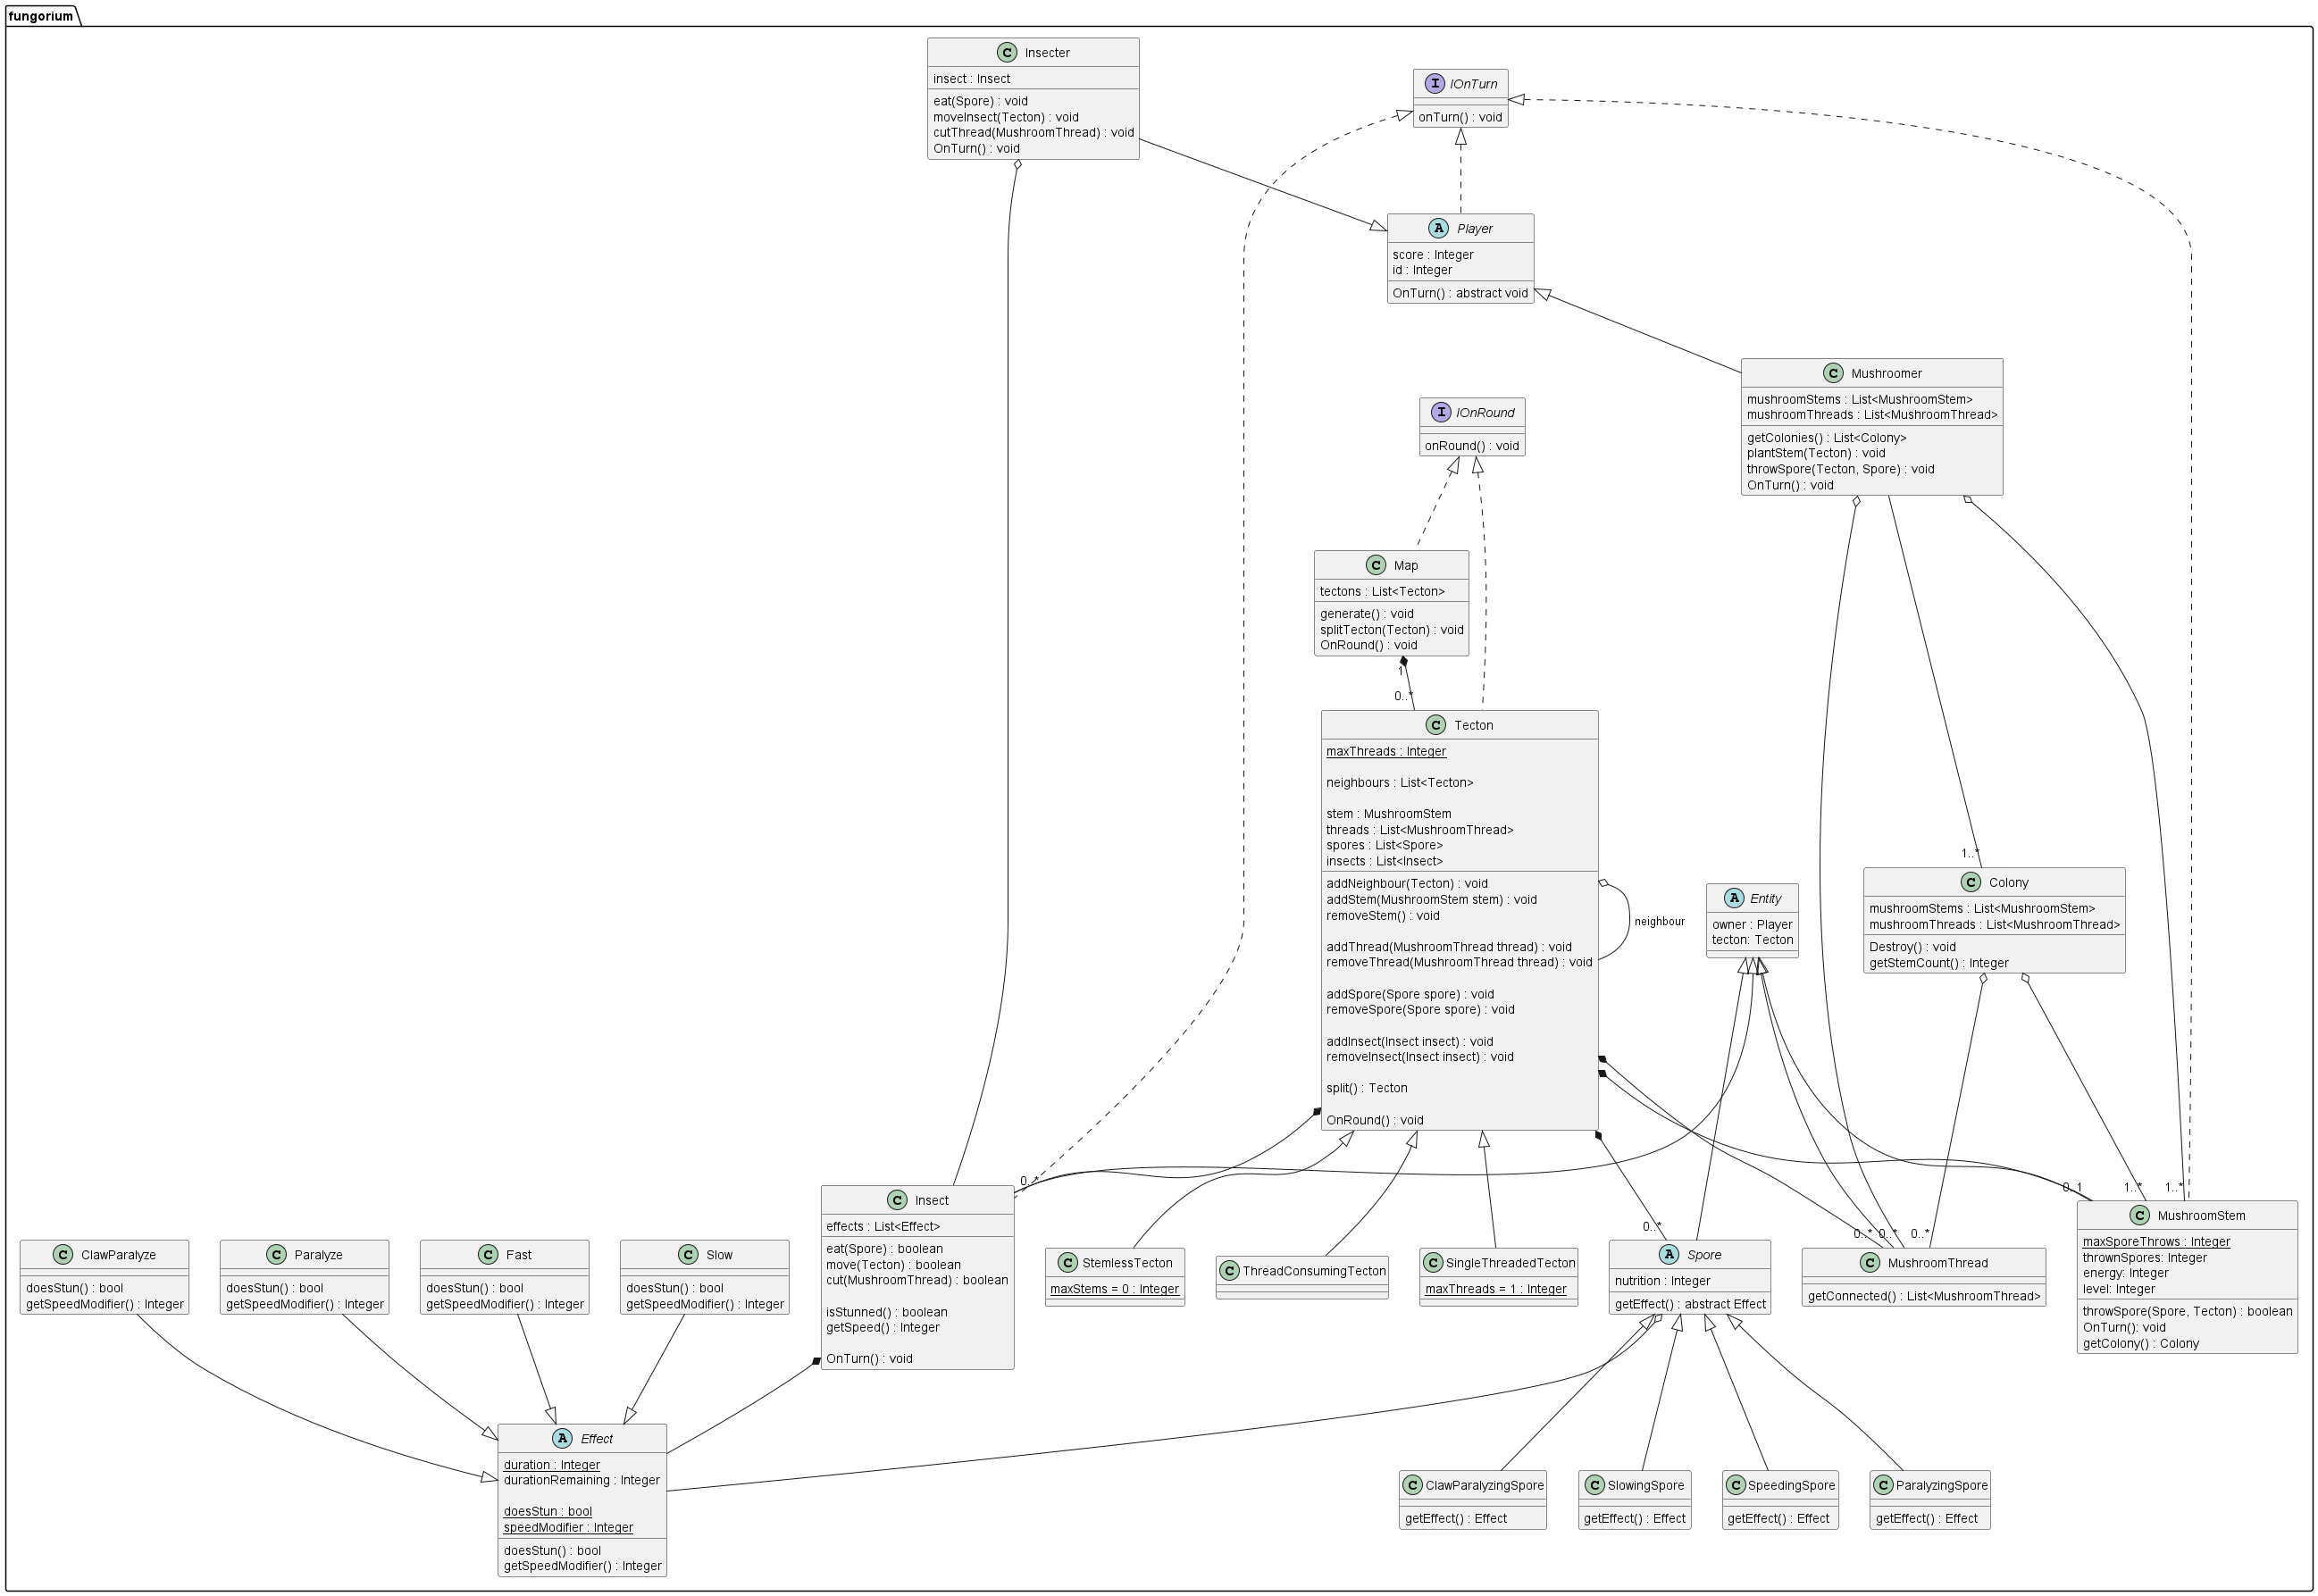 fungorium
Insecter
insect : Insect
eat(Spore) : void
moveInsect(Tecton) : void
cutThread(MushroomThread) : void
OnTurn() : void
IOnTurn
onTurn() : void
Player
score : Integer
id : Integer
OnTurn() : abstract void
Mushroomer
mushroomStems : List<MushroomStem>
mushroomThreads : List<MushroomThread>
getColonies() : List<Colony>
plantStem(Tecton) : void
throwSpore(Tecton, Spore) : void
OnTurn() : void
IOnRound
onRound() : void
Map
tectons : List<Tecton>
generate() : void
splitTecton(Tecton) : void
OnRound() : void
1
0..*
Tecton
maxThreads : Integer
neighbours : List<Tecton>
stem : MushroomStem
threads : List<MushroomThread>
spores : List<Spore>
insects : List<Insect>
addNeighbour(Tecton) : void
addStem(MushroomStem stem) : void
removeStem() : void
addThread(MushroomThread thread) : void
removeThread(MushroomThread thread) : void
addSpore(Spore spore) : void
removeSpore(Spore spore) : void
addInsect(Insect insect) : void
removeInsect(Insect insect) : void
split() : Tecton
OnRound() : void
neighbour
Entity
owner : Player
tecton: Tecton
1..*
Colony
mushroomStems : List<MushroomStem>
mushroomThreads : List<MushroomThread>
Destroy() : void
getStemCount() : Integer
0..*
0..1
1..*
1..*
0..*
0..*
0..*
0..*
Insect
effects : List<Effect>
eat(Spore) : boolean
move(Tecton) : boolean
cut(MushroomThread) : boolean
isStunned() : boolean
getSpeed() : Integer
OnTurn() : void
MushroomStem
maxSporeThrows : Integer
thrownSpores: Integer
energy: Integer
level: Integer
throwSpore(Spore, Tecton) : boolean
OnTurn(): void
getColony() : Colony
ClawParalyze
doesStun() : bool
getSpeedModifier() : Integer
Paralyze
doesStun() : bool
getSpeedModifier() : Integer
Fast
doesStun() : bool
getSpeedModifier() : Integer
Slow
doesStun() : bool
getSpeedModifier() : Integer
StemlessTecton
maxStems = 0 : Integer
ThreadConsumingTecton
SingleThreadedTecton
maxThreads = 1 : Integer
Spore
nutrition : Integer
getEffect() : abstract Effect
MushroomThread
getConnected() : List<MushroomThread>
Effect
duration : Integer
durationRemaining : Integer
doesStun : bool
speedModifier : Integer
doesStun() : bool
getSpeedModifier() : Integer
ClawParalyzingSpore
getEffect() : Effect
SlowingSpore
getEffect() : Effect
SpeedingSpore
getEffect() : Effect
ParalyzingSpore
getEffect() : Effect